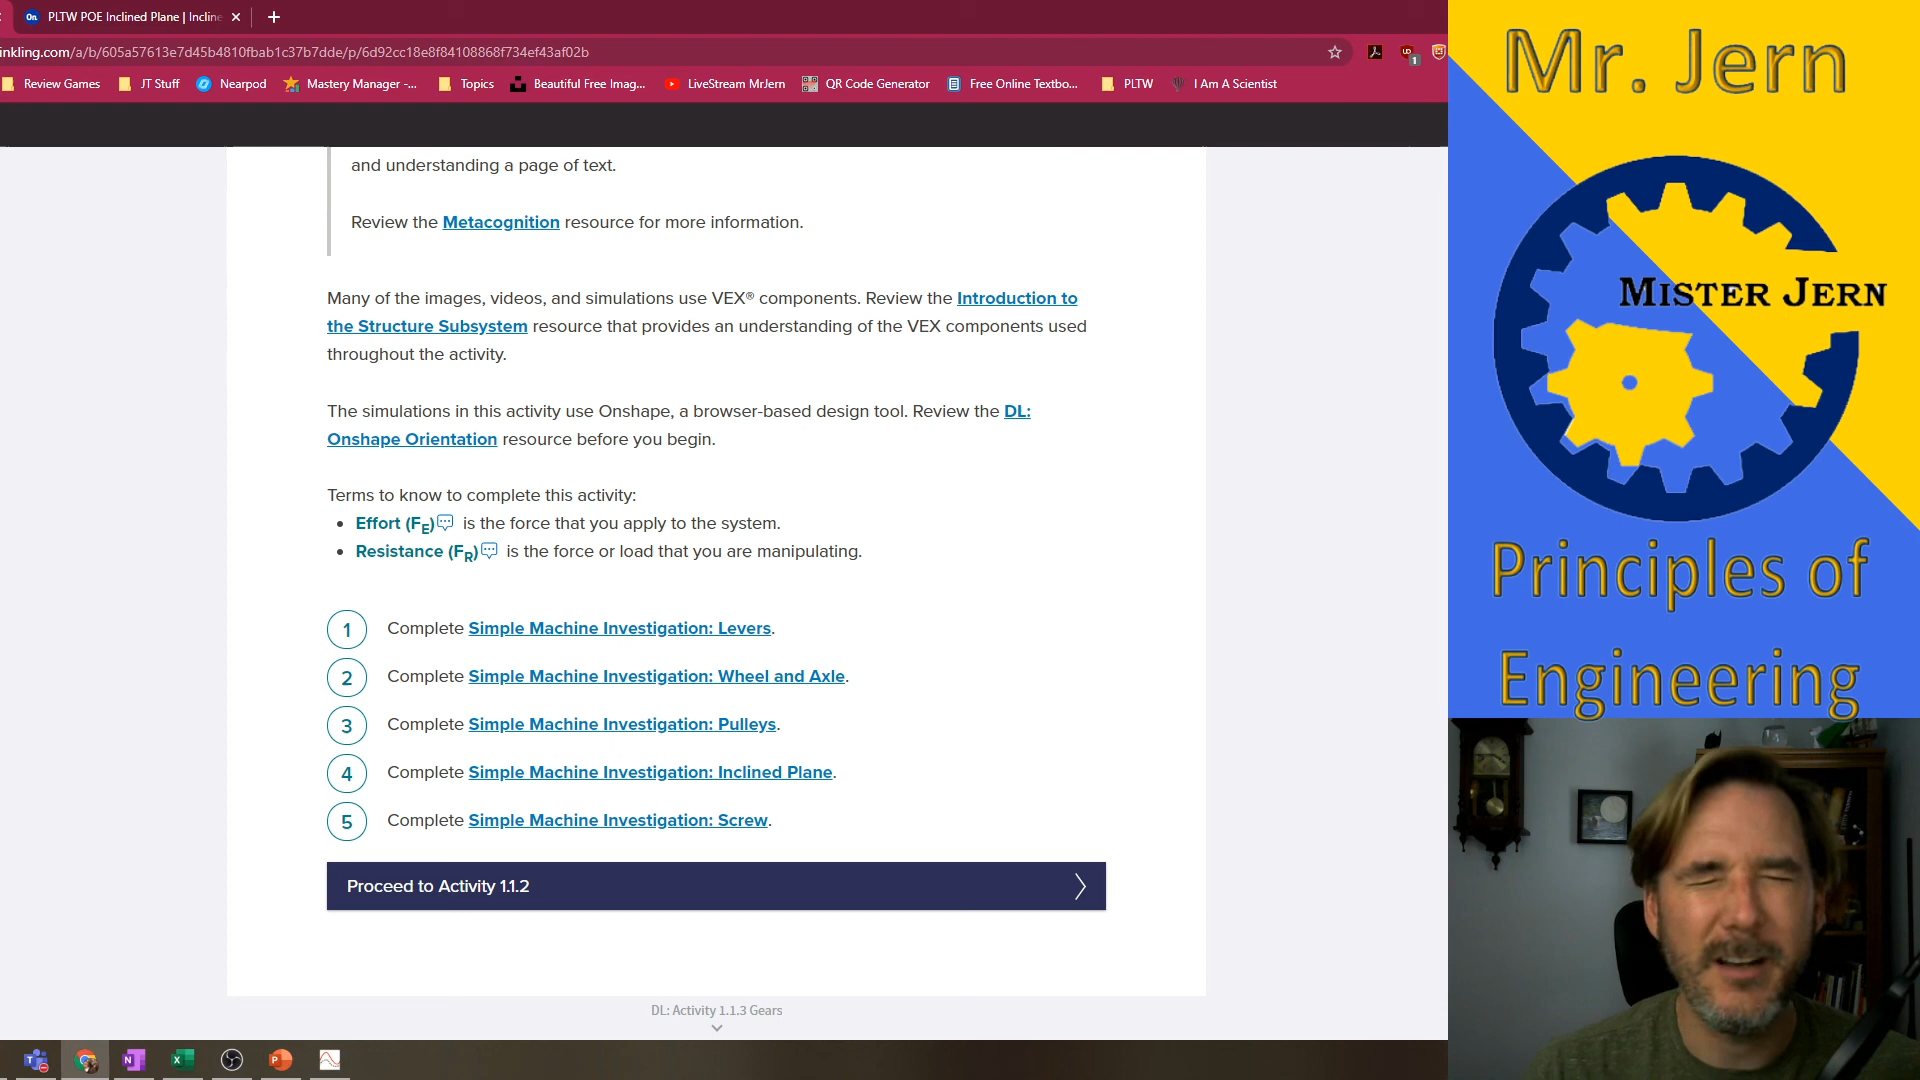 On PLTW POE Inclined Plane | Incline
inkling.com/a/b/605a57613e7d45b4810fbab1c37b7dde/p/6d92cc18e8f84108868f734ef43af02b
Review Games JT Stuff Nearpod Mastery Manager -... Topics Beautiful Free Imag... LiveStream MrJern QR Code Generator Free Online Textbo... PLTW I Am A Scientist
and understanding a page of text.
Review the Metacognition resource for more information.
Many of the images, videos, and simulations use VEX® components. Review the Introduction to
the Structure Subsystem resource that provides an understanding of the VEX components used
throughout the activity.
The simulations in this activity use Onshape, a browser-based design tool. Review the DL:
Onshape Orientation resource before you begin.
Terms to know to complete this activity:
• Effort (FE) is the force that you apply to the system.
• Resistance (FR) is the force or load that you are manipulating.
1 Complete Simple Machine Investigation: Levers.
2 Complete Simple Machine Investigation: Wheel and Axle.
3 Complete Simple Machine Investigation: Pulleys.
4 Complete Simple Machine Investigation: Inclined Plane.
5 Complete Simple Machine Investigation: Screw.
Proceed to Activity 1.1.2
DL: Activity 1.1.3 Gears
Mr. Jern
MISTER JERN
Principles of
Engineering